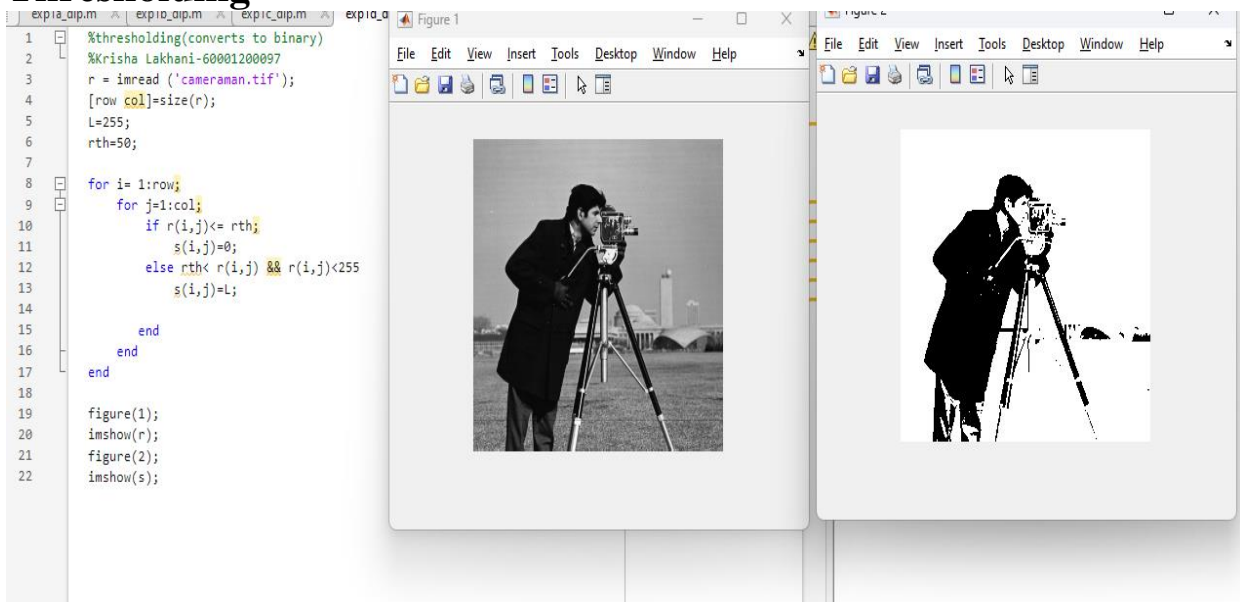 Thresholding
exp1a_dip.m × exp1b_dip.m × exp1c_dip.m × exp1d_d
1 %thresholding(converts to binary)
2 %Krisha Lakhani-60001200097
3 r = imread ('cameraman.tif');
4 [row col]=size(r);
5 L=255;
6 rth=50;
7
8 for i= 1:row;
9 for j=1:col;
10 if r(i,j)<= rth;
11 s(i,j)=0;
12 else rth< r(i,j) && r(i,j)<255
13 s(i,j)=L;
14
15 end
16 end
17 end
18
19 figure(1);
20 imshow(r);
21 figure(2);
22 imshow(s);
Figure 1
File Edit View Insert Tools Desktop Window Help
Figure 2
File Edit View Insert Tools Desktop Window Help